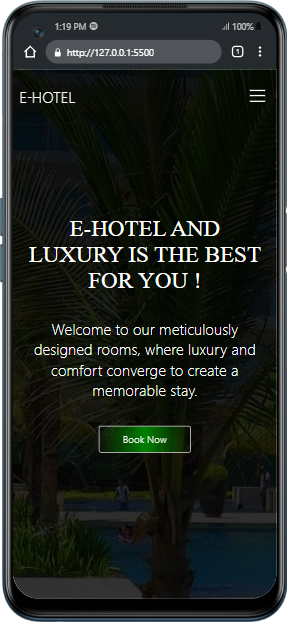 1:19 PM 100%
http://127.0.0.1:5500 1
E-HOTEL
E-HOTEL AND
LUXURY IS THE BEST
FOR YOU !
Welcome to our meticulously
designed rooms, where luxury and
comfort converge to create a
memorable stay.
Book Now